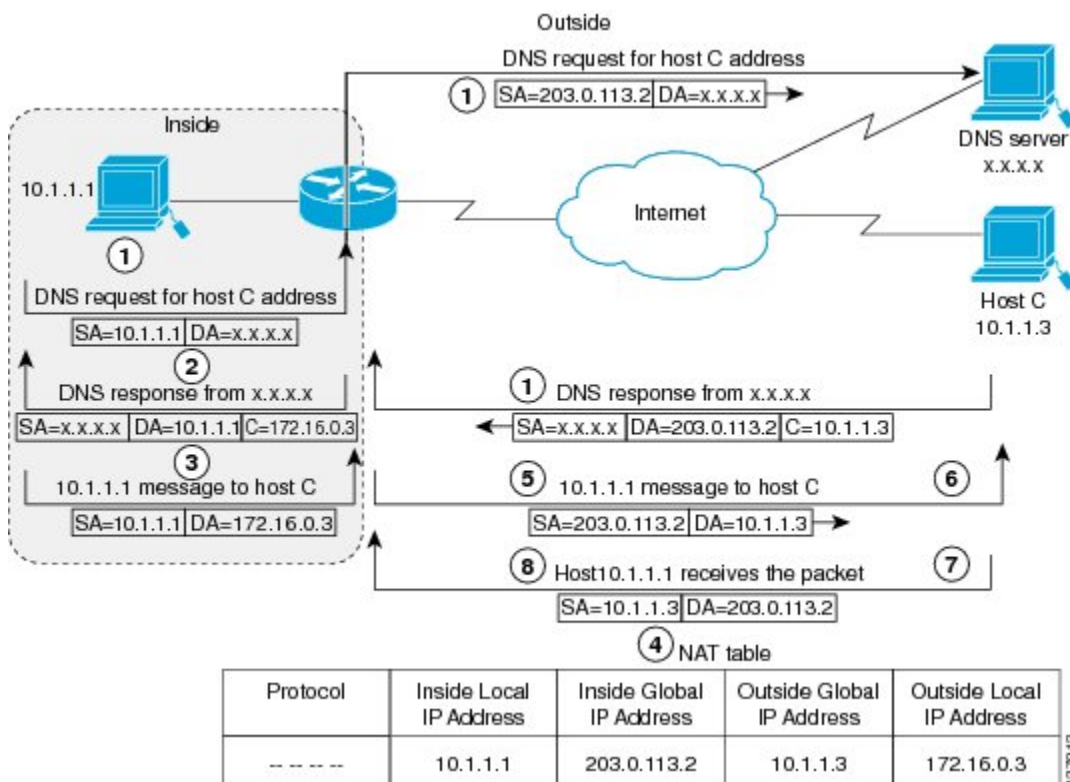 Outside
DNS request for host C address
1 SA=203.0.113.2 DA=x.x.x.x
Inside
DNS server
x.x.x.x
10.1.1.1
Internet
1
DNS request for host C address
Host C
10.1.1.3
SA=10.1.1.1 DA=x.x.x.x
2
DNS response from x.x.x.x
SA=x.x.x.x DA=10.1.1.1 C=172.16.0.3
1 DNS response from x.x.x.x
SA=x.x.x.x DA=203.0.113.2 C=10.1.1.3
3
10.1.1.1 message to host C
SA=10.1.1.1 DA=172.16.0.3
5 10.1.1.1 message to host C 6
SA=203.0.113.2 DA=10.1.1.3
8 Host10.1.1.1 receives the packet 7
SA=10.1.1.3 DA=203.0.113.2
4 NAT table
Protocol Inside Local IP Address Inside Global IP Address Outside Global IP Address Outside Local IP Address
-- -- -- -- 10.1.1.1 203.0.113.2 10.1.1.3 172.16.0.3